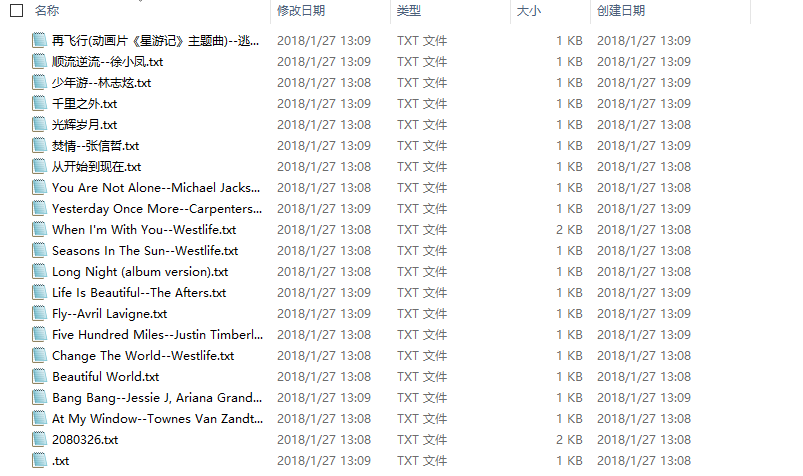 名称 修改日期 类型 大小 创建日期
再飞行(动画片《星游记》主题曲)--逃... 2018/1/27 13:09 TXT 文件 1 KB 2018/1/27 13:09
顺流逆流--徐小凤.txt 2018/1/27 13:09 TXT 文件 1 KB 2018/1/27 13:09
少年游--林志炫.txt 2018/1/27 13:08 TXT 文件 1 KB 2018/1/27 13:08
千里之外.txt 2018/1/27 13:09 TXT 文件 1 KB 2018/1/27 13:09
光辉岁月.txt 2018/1/27 13:08 TXT 文件 1 KB 2018/1/27 13:08
焚情--张信哲.txt 2018/1/27 13:09 TXT 文件 1 KB 2018/1/27 13:09
从开始到现在.txt 2018/1/27 13:08 TXT 文件 1 KB 2018/1/27 13:08
You Are Not Alone--Michael Jacks... 2018/1/27 13:08 TXT 文件 1 KB 2018/1/27 13:08
Yesterday Once More--Carpenters... 2018/1/27 13:09 TXT 文件 1 KB 2018/1/27 13:09
When I'm With You--Westlife.txt 2018/1/27 13:08 TXT 文件 2 KB 2018/1/27 13:08
Seasons In The Sun--Westlife.txt 2018/1/27 13:08 TXT 文件 1 KB 2018/1/27 13:08
Long Night (album version).txt 2018/1/27 13:08 TXT 文件 1 KB 2018/1/27 13:08
Life Is Beautiful--The Afters.txt 2018/1/27 13:09 TXT 文件 1 KB 2018/1/27 13:09
Fly--Avril Lavigne.txt 2018/1/27 13:09 TXT 文件 1 KB 2018/1/27 13:09
Five Hundred Miles--Justin Timberl... 2018/1/27 13:08 TXT 文件 1 KB 2018/1/27 13:09
Change The World--Westlife.txt 2018/1/27 13:08 TXT 文件 1 KB 2018/1/27 13:08
Beautiful World.txt 2018/1/27 13:08 TXT 文件 1 KB 2018/1/27 13:08
Bang Bang--Jessie J, Ariana Grand... 2018/1/27 13:09 TXT 文件 1 KB 2018/1/27 13:09
At My Window--Townes Van Zandt... 2018/1/27 13:08 TXT 文件 1 KB 2018/1/27 13:08
2080326.txt 2018/1/27 13:09 TXT 文件 2 KB 2018/1/27 13:08
.txt 2018/1/27 13:09 TXT 文件 1 KB 2018/1/27 13:08